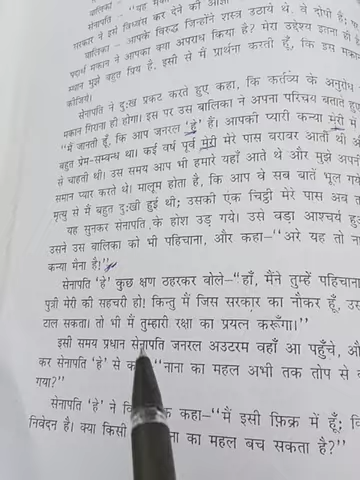 बालिका - "यह
सेनापति -
सरकार ने इसे विध्वंस कर देने की आज्ञा
बालिका - आपके विरुद्ध जिन्होंने शस्त्र उठाये थे, वे दोषी हैं;
पदार्थ मकान ने आपका क्या अपराध किया है? मेरा उद्देश्य इतना ही
स्थान मुझे बहुत प्रिय है, इसी से मैं प्रार्थना करती हूँ, कि इस
कीजिये।
सेनापति ने दुःख प्रकट करते हुए कहा, कि कर्त्तव्य के अनुरोध
मकान गिराना ही होगा। इस पर उस बालिका ने अपना परिचय बताते हुए
"मैं जानती हूँ, कि आप जनरल 'हे' हैं। आपकी प्यारी कन्या मेरी में
बहुत प्रेम-सम्बन्ध था। कई वर्ष पूर्व मेरी मेरे पास बराबर आती थी
से चाहती थी। उस समय आप भी हमारे यहाँ आते थे और मुझे अपनी
समान प्यार करते थे। मालूम होता है, कि आप वे सब बातें भूल गये
मृत्यु से मैं बहुत दुःखी हुई थी; उसकी एक चिट्ठी मेरे पास अब
यह सुनकर सेनापति के होश उड़ गये। उसे बड़ा आश्चर्य
उसने उस बालिका को भी पहिचाना, और कहा-"अरे यह तो
कन्या मैना है!"
सेनापति 'हे' कुछ क्षण ठहरकर बोले-"हाँ, मैंने तुम्हें पहिचाना
पुत्री मेरी की सहचरी हो! किन्तु मैं जिस सरकार का नौकर हूँ,
टाल सकता। तो भी मैं तुम्हारी रक्षा का प्रयत्न करूँगा।"
इसी समय प्रधान सेनापति जनरल अउटरम वहाँ आ पहुँचे,
कर सेनापति 'हे' से "नाना का महल अभी तक तोप से
गया?"
सेनापति 'हे' ने कहा-"मैं इसी फ़िक्र में हूँ;
निवेदन है। क्या किसी का महल बच सकता है?"